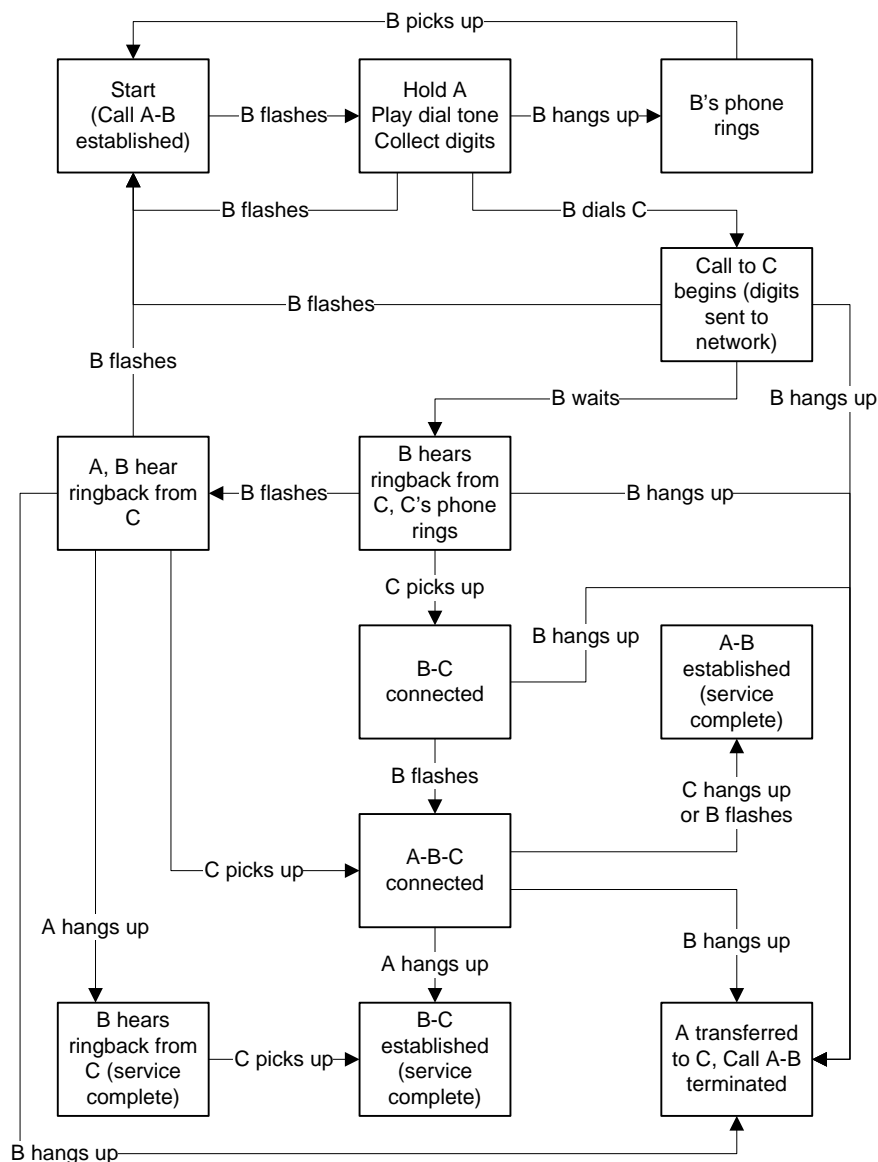 B picks up
Start
(Call A-B
established)
B flashes
Hold A
Play dial tone
Collect digits
B hangs up
B's phone
rings
B flashes
B dials C
Call to C
begins (digits
sent to
network)
B flashes
B flashes
B waits
B hangs up
A, B hear
ringback from
C
B flashes
B hears
ringback from
C, C's phone
rings
B hangs up
C picks up
B hangs up
B-C
connected
A-B
established
(service
complete)
B flashes
C hangs up
or B flashes
C picks up
A-B-C
connected
A hangs up
A hangs up
B hangs up
B hears
ringback from
C (service
complete)
C picks up
B-C
established
(service
complete)
A transferred
to C, Call A-B
terminated
B hangs up